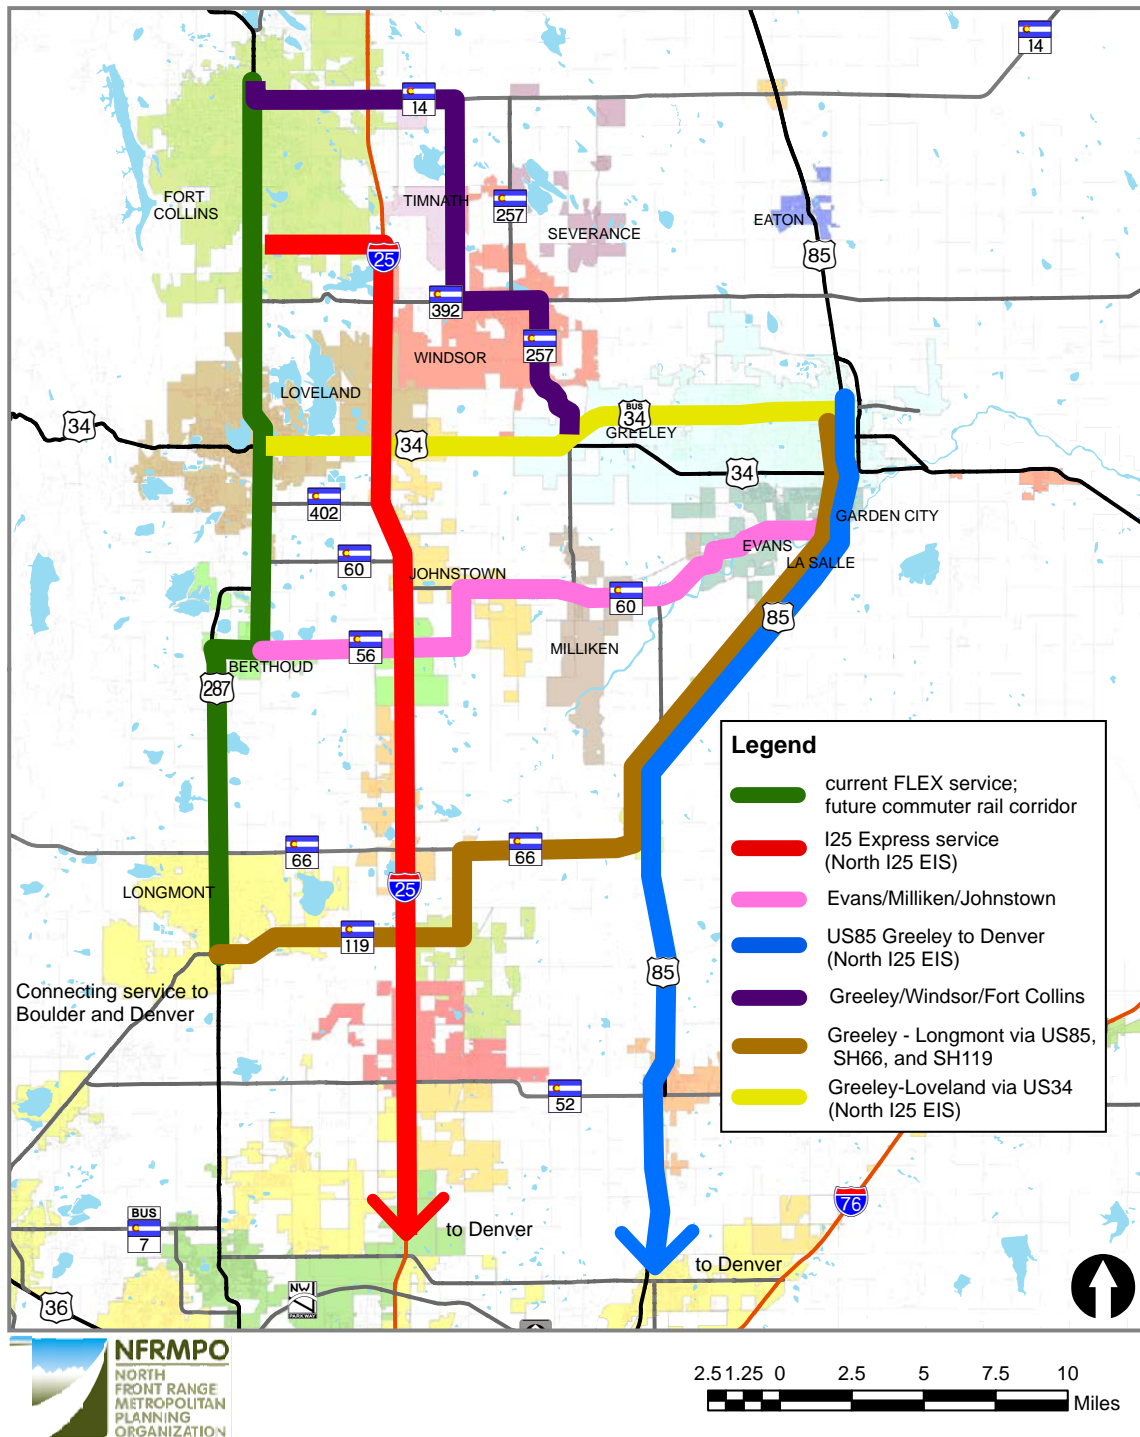 14
14
FORT
COLLINS
TIMNATH
257
SEVERANCE
EATON
25
85
392
257
WINDSOR
LOVELAND
34
34
BUS
34
GREELEY
34
402
GARDEN CITY
EVANS
60
JOHNSTOWN
LA SALLE
60
85
56
MILLIKEN
BERTHOUD
287
66
66
LONGMONT
25
119
85
Connecting service to
Boulder and Denver
52
Legend
current FLEX service;
future commuter rail corridor
I25 Express service
(North I25 EIS)
Evans/Milliken/Johnstown
US85 Greeley to Denver
(North I25 EIS)
Greeley/Windsor/Fort Collins
Greeley - Longmont via US85,
SH66, and SH119
Greeley-Loveland via US34
(North I25 EIS)
76
BUS
7
to Denver
to Denver
36
NW
PARKWAY
NFRMPO
NORTH
FRONT RANGE
METROPOLITAN
PLANNING
ORGANIZATION
2.5 1.25 0 2.5 5 7.5 10
Miles